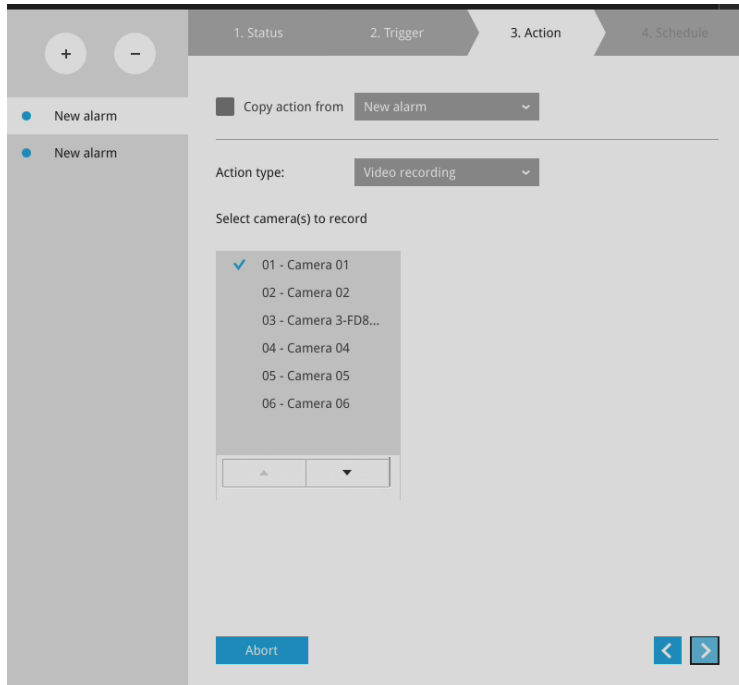 1. Status
2. Trigger
3. Action
4. Schedule
New alarm
New alarm
Copy action from
New alarm
Action type:
Video recording
Select camera(s) to record
01 - Camera 01
02 - Camera 02
03 - Camera 3-FD8...
04 - Camera 04
05 - Camera 05
06 - Camera 06
Abort